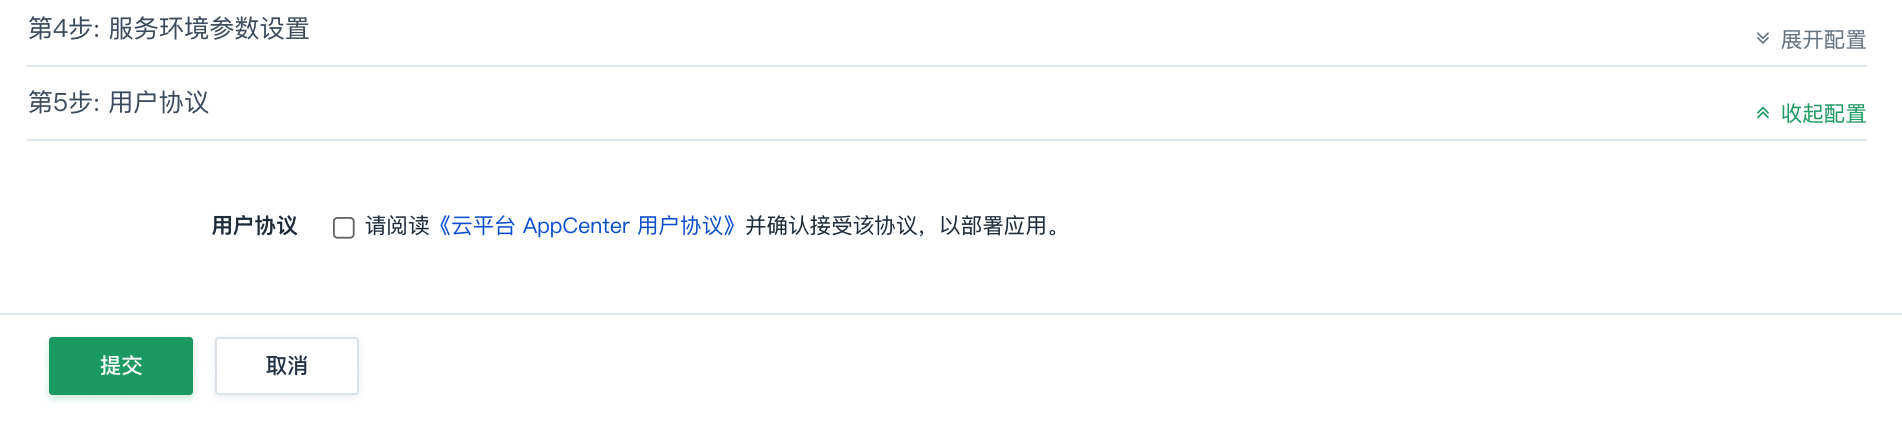 第4步: 服务环境参数设置
展开配置
第5步: 用户协议
收起配置
用户协议 请阅读《云平台 AppCenter 用户协议》并确认接受该协议，以部署应用。
提交 取消